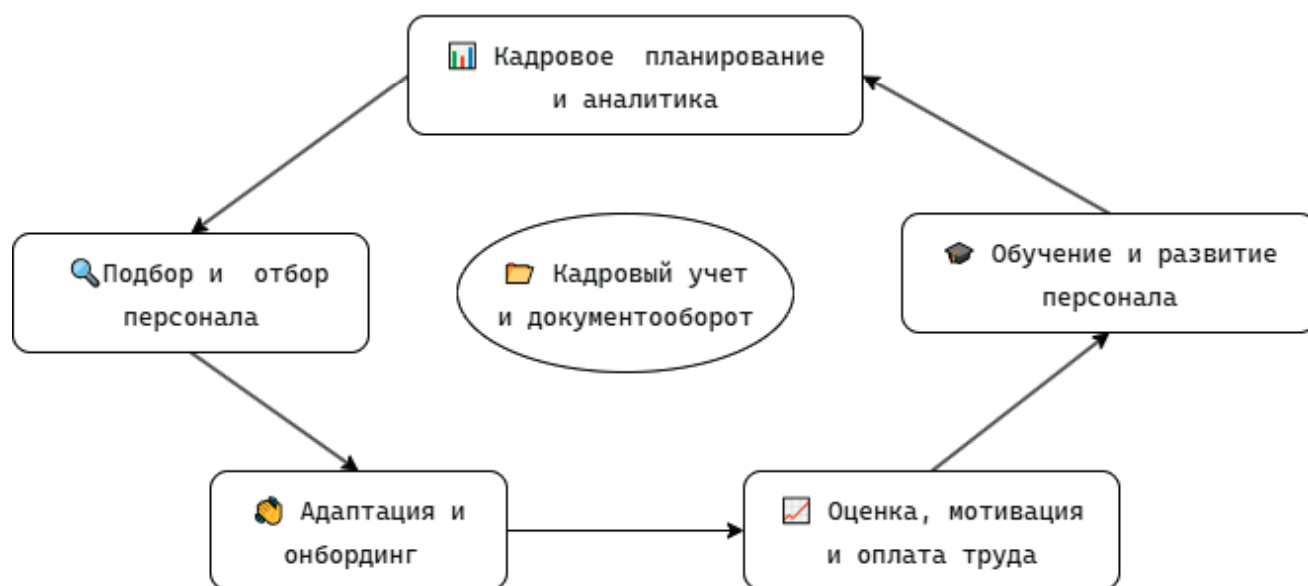 📊 Кадровое планирование
и аналитика
🔍Подбор и отбор
персонала
📂 Кадровый учет
и документооборот
🎓 Обучение и развитие
персонала
👏 Адаптация и
онбординг
📈 Оценка, мотивация
и оплата труда